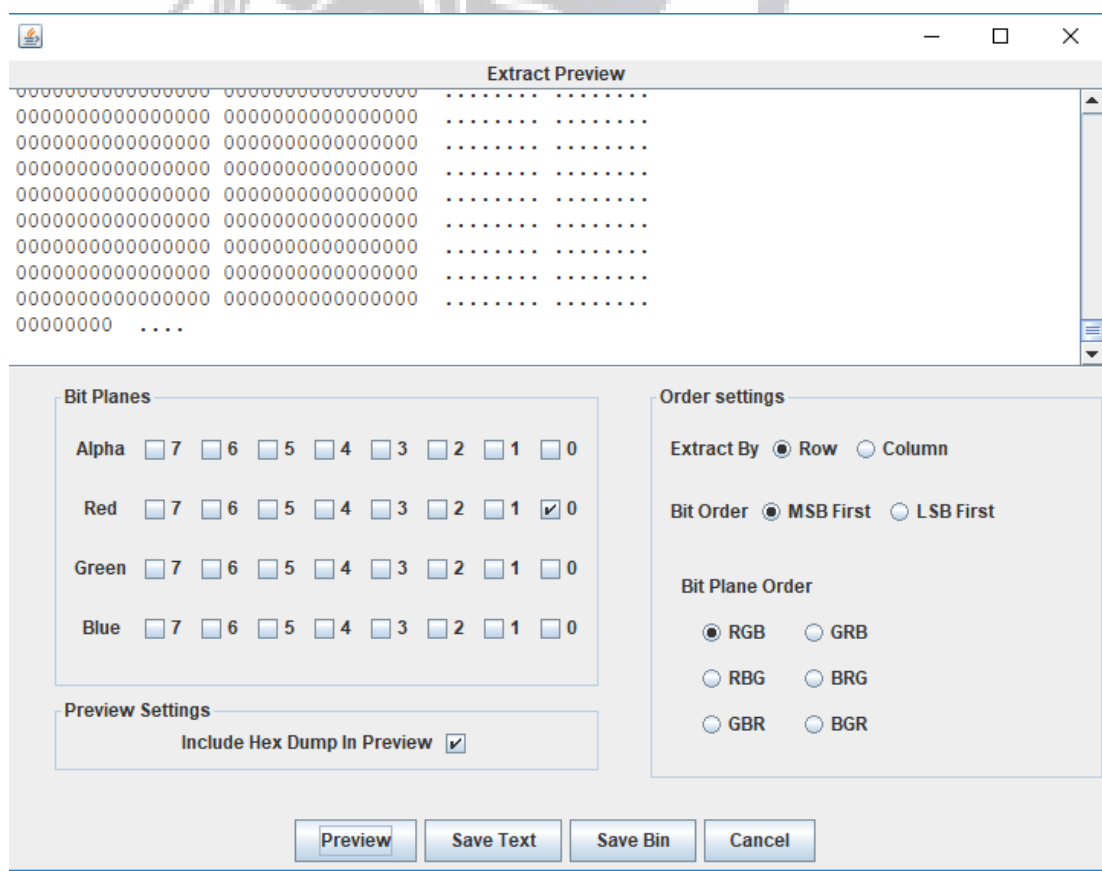 Extract Preview
0000000000000000 0000000000000000 ........ ........
0000000000000000 0000000000000000 ........ ........
0000000000000000 0000000000000000 ........ ........
0000000000000000 0000000000000000 ........ ........
0000000000000000 0000000000000000 ........ ........
0000000000000000 0000000000000000 ........ ........
0000000000000000 0000000000000000 ........ ........
0000000000000000 0000000000000000 ........ ........
0000000000000000 0000000000000000 ........ ........
00000000 ....
Bit Planes
Alpha 7 6 5 4 3 2 1 0
Red 7 6 5 4 3 2 1 0
Green 7 6 5 4 3 2 1 0
Blue 7 6 5 4 3 2 1 0
Preview Settings
Include Hex Dump In Preview
Order settings
Extract By Row Column
Bit Order MSB First LSB First
Bit Plane Order
RGB GRB
RBG BRG
GBR BGR
Preview Save Text Save Bin Cancel